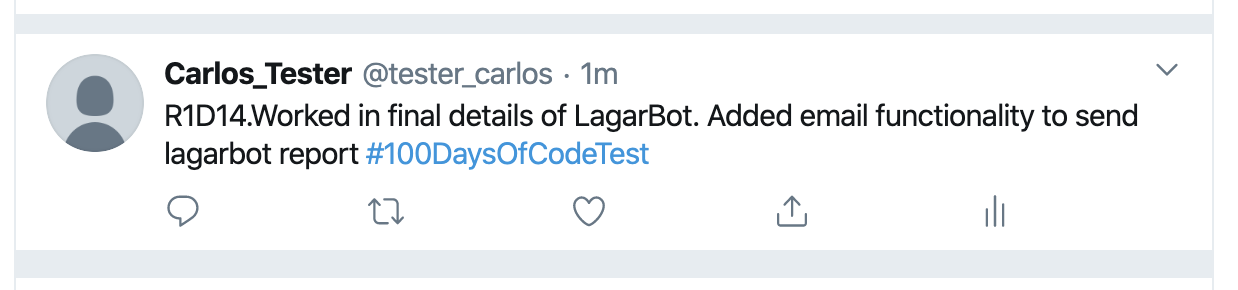 Carlos_Tester @tester_carlos · 1m
R1D14.Worked in final details of LagarBot. Added email functionality to send
lagarbot report #100DaysOfCodeTest